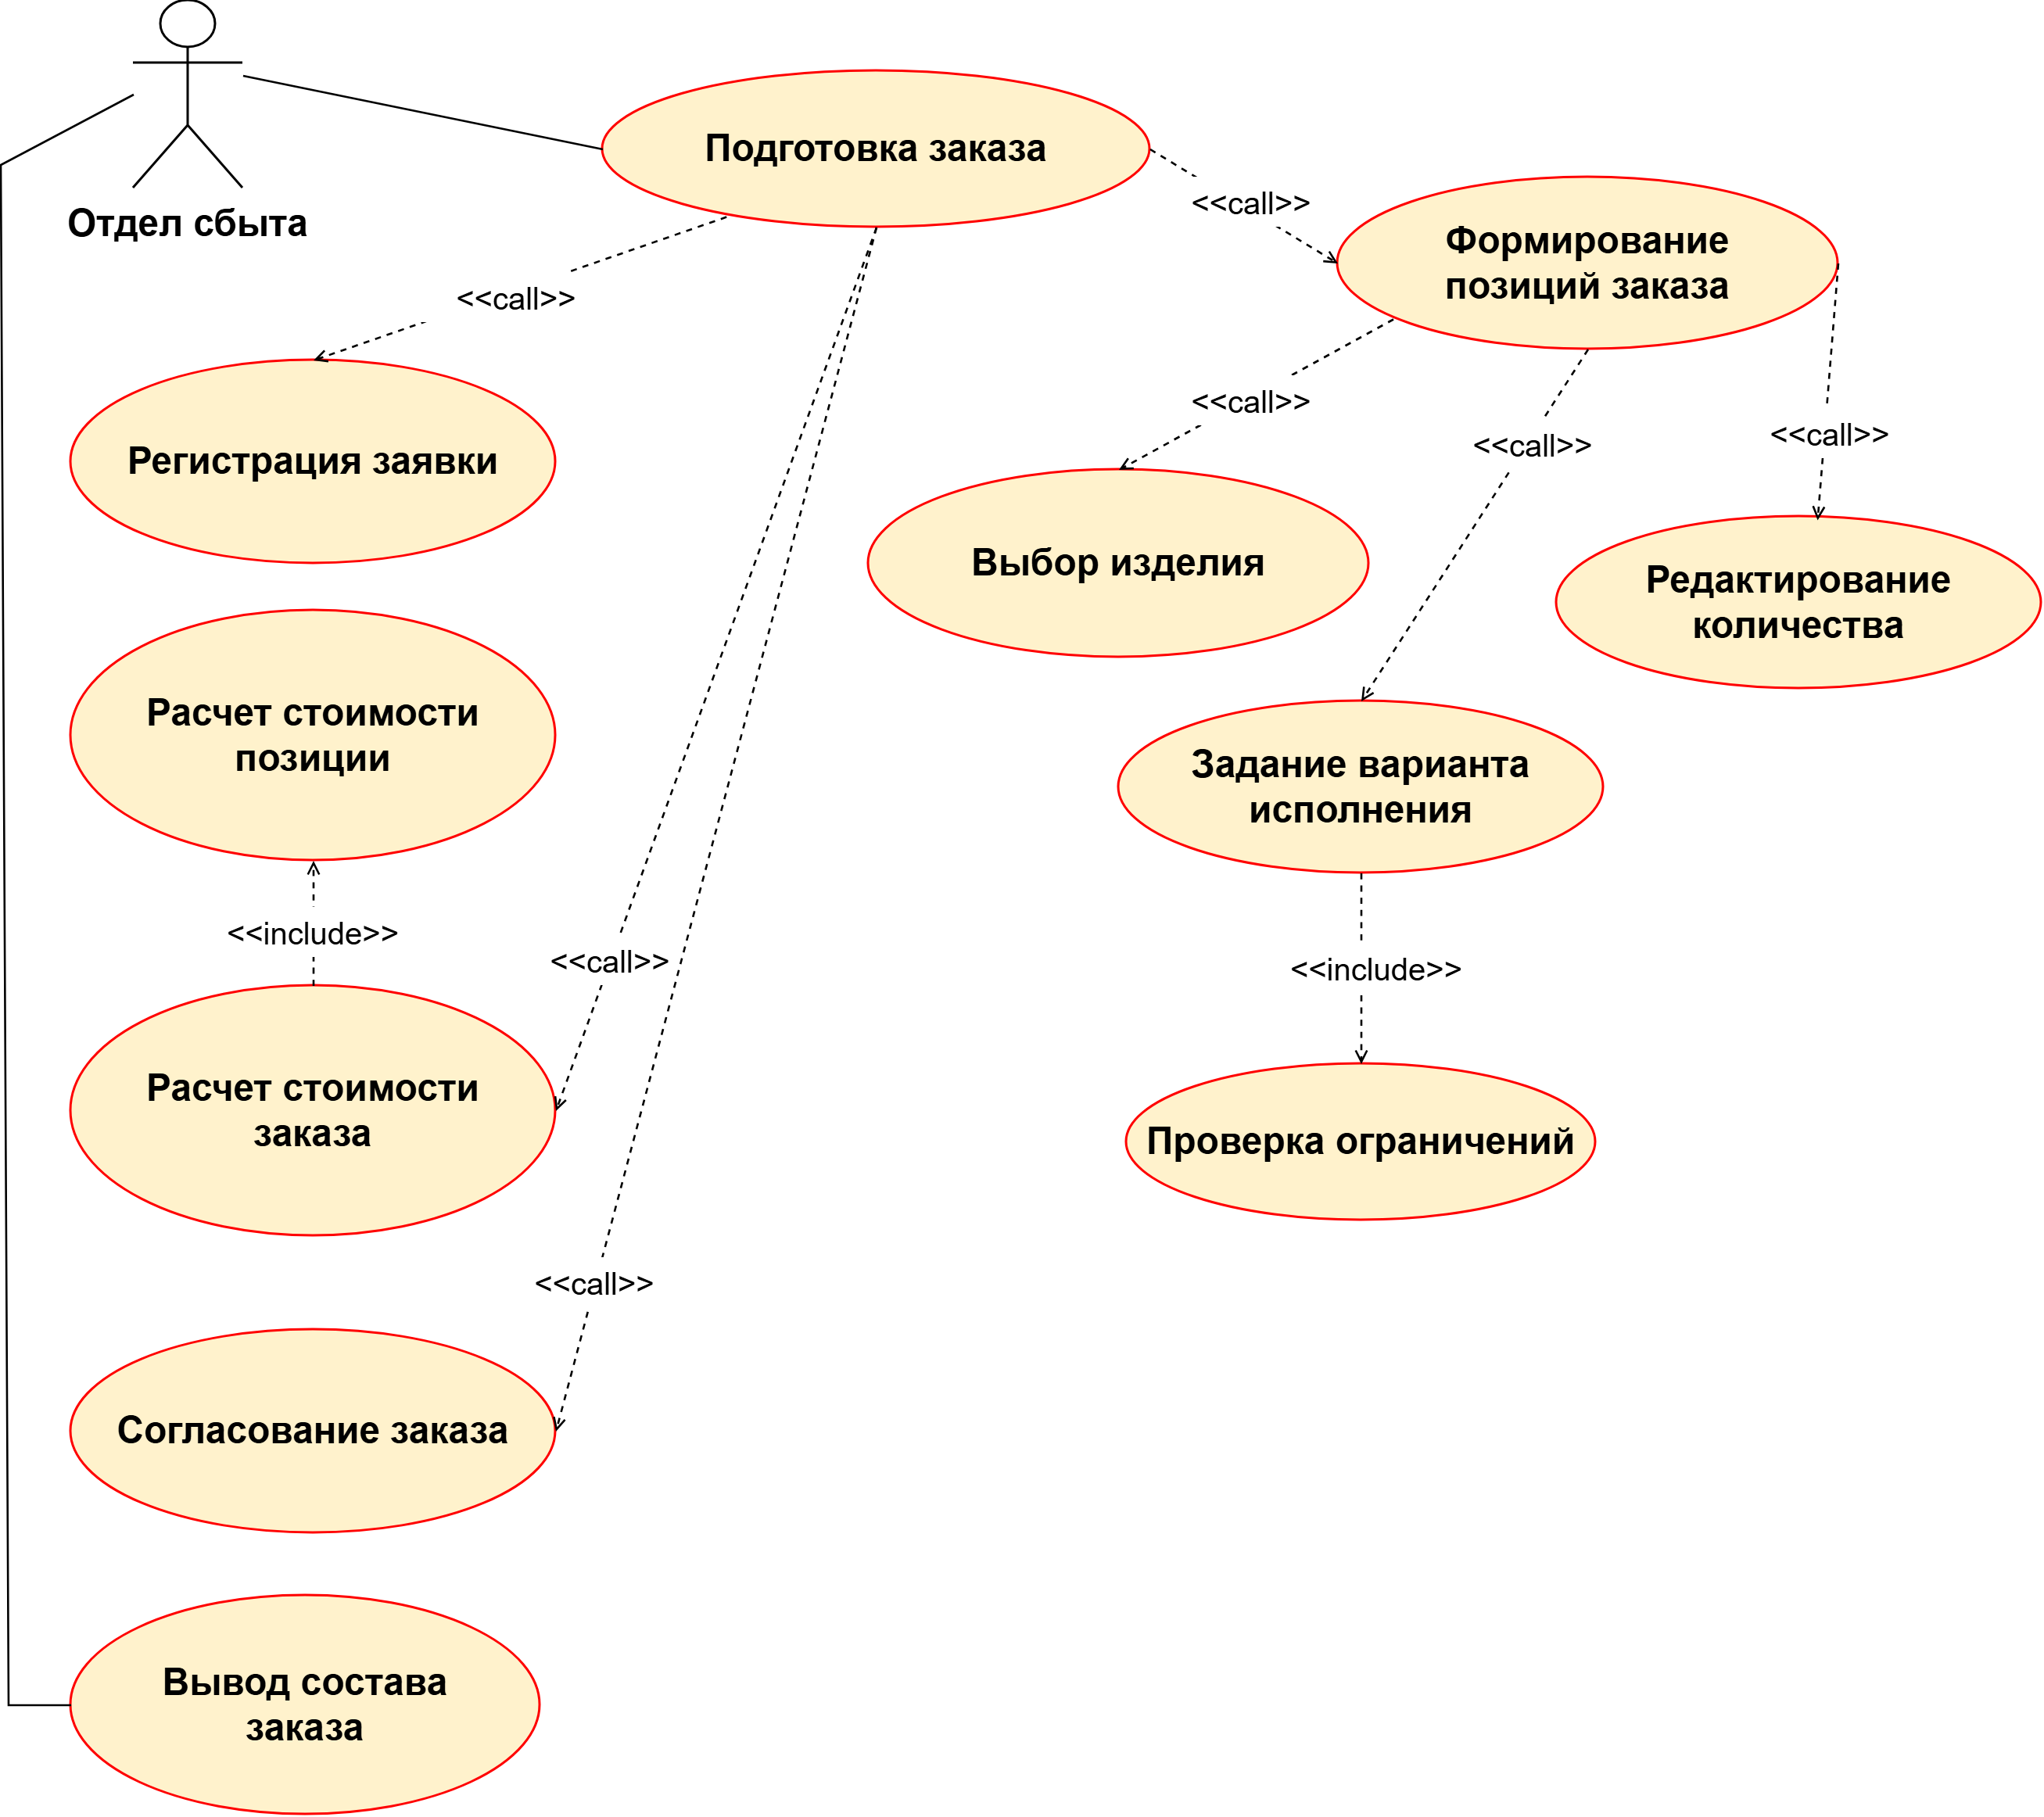 Отдел сбыта
Подготовка заказа
<<call>>
Формирование
позиций заказа
<<call>>
Регистрация заявки
<<call>>
<<call>>
<<call>>
Выбор изделия
Редактирование
количества
Расчет стоимости
позиции
Задание варианта
исполнения
<<include>>
<<call>>
<<include>>
Расчет стоимости
заказа
Проверка ограничений
<<call>>
Согласование заказа
Вывод состава
заказа